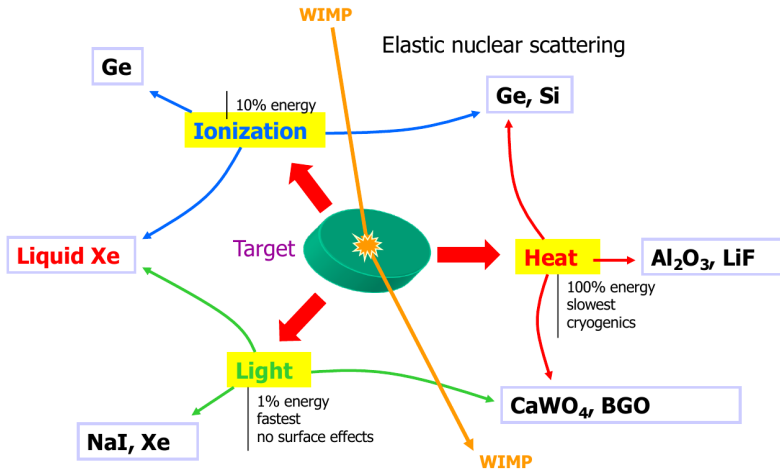 WIMP
Elastic nuclear scattering
Ge
10% energy
Ionization
Ge, Si
Target
Liquid Xe
Heat
Al₂O₃, LiF
100% energy
slowest
cryogenics
Light
1% energy
fastest
no surface effects
CaWO₄, BGO
NaI, Xe
WIMP